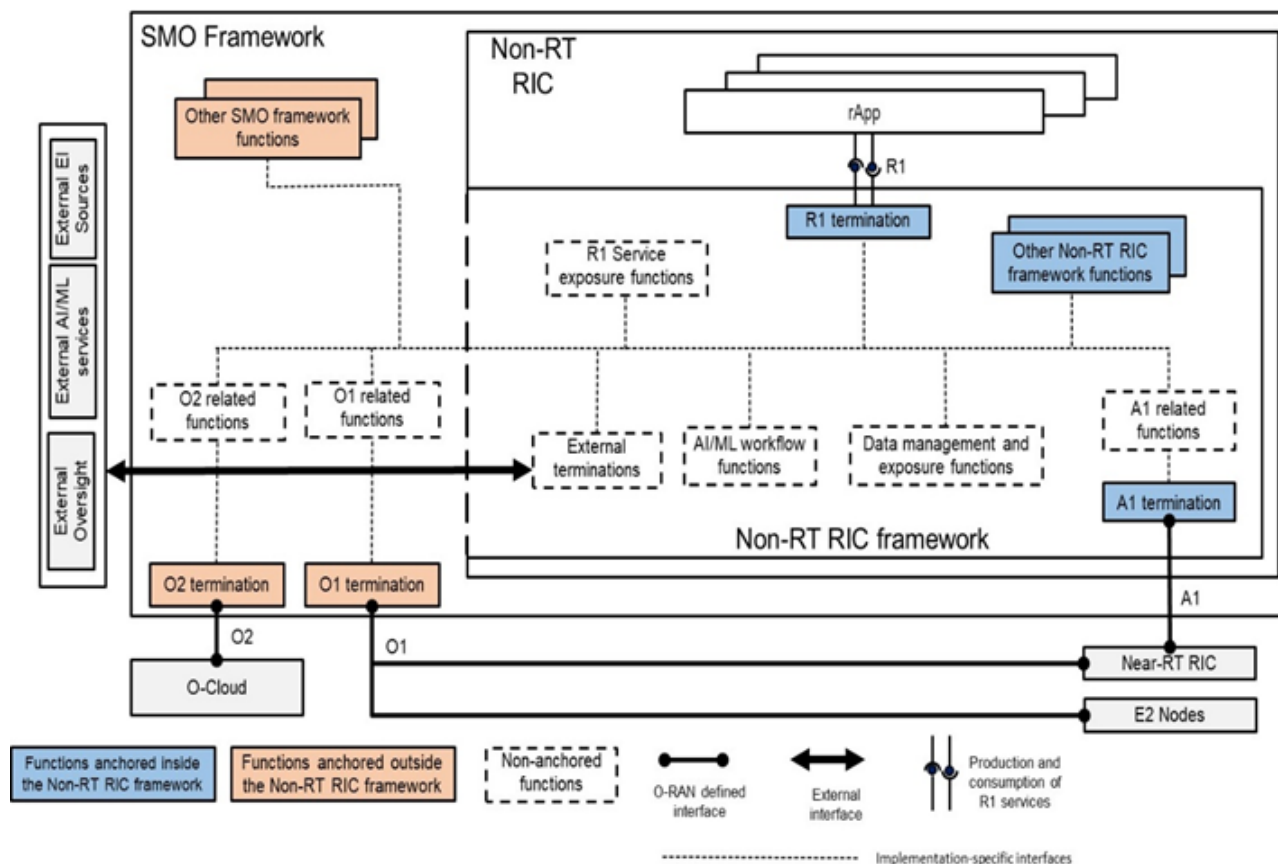 SMO Framework
Non-RT
RIC
Other SMO framework
functions
rApp
R1
External EI
Sources
External AI/ML
services
External
Oversight
R1 termination
R1 Service
exposure functions
Other Non-RT RIC
framework functions
O2 related
functions
O1 related
functions
External
terminations
AI/ML workflow
functions
Data management and
exposure functions
A1 related
functions
A1 termination
Non-RT RIC framework
O2 termination
O1 termination
A1
O2
O1
O-Cloud
Near-RT RIC
E2 Nodes
Functions anchored inside
the Non-RT RIC framework
Functions anchored outside
the Non-RT RIC framework
Non-anchored
functions
O-RAN defined
interface
External
interface
Production and
consumption of
R1 services
Implementation-specific interfaces